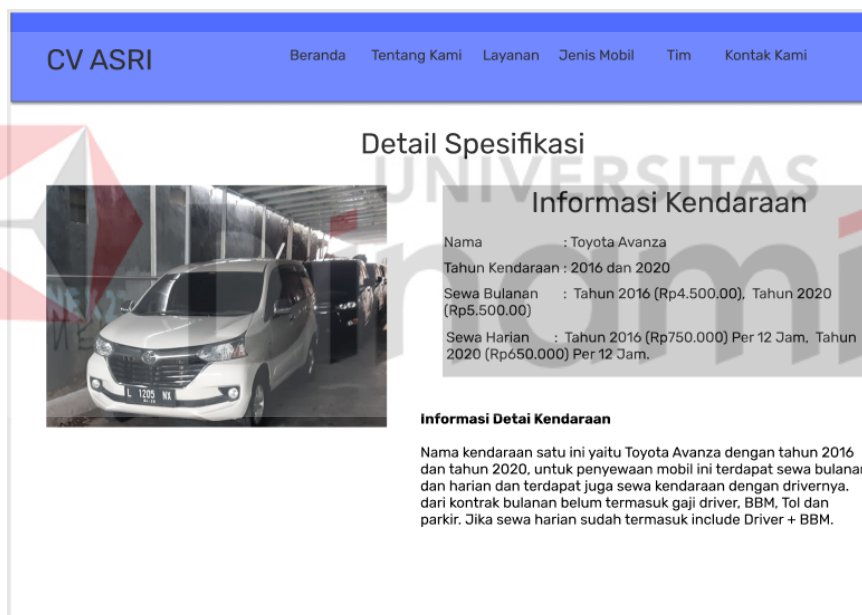 CV ASRI
Beranda Tentang Kami Layanan Jenis Mobil Tim Kontak Kami
Detail Spesifikasi
UNIVERSITAS
Dinami
Informasi Kendaraan
Nama : Toyota Avanza
Tahun Kendaraan : 2016 dan 2020
Sewa Bulanan : Tahun 2016 (Rp4.500.00), Tahun 2020
(Rp5.500.00)
Sewa Harian : Tahun 2016 (Rp750.000) Per 12 Jam, Tahun
2020 (Rp650.000) Per 12 Jam.
L 1205 NX
Informasi Detai Kendaraan
Nama kendaraan satu ini yaitu Toyota Avanza dengan tahun 2016
dan tahun 2020, untuk penyewaan mobil ini terdapat sewa bulanan
dan harian dan terdapat juga sewa kendaraan dengan drivernya.
dari kontrak bulanan belum termasuk gaji driver, BBM, Tol dan
parkir. Jika sewa harian sudah termasuk include Driver + BBM.